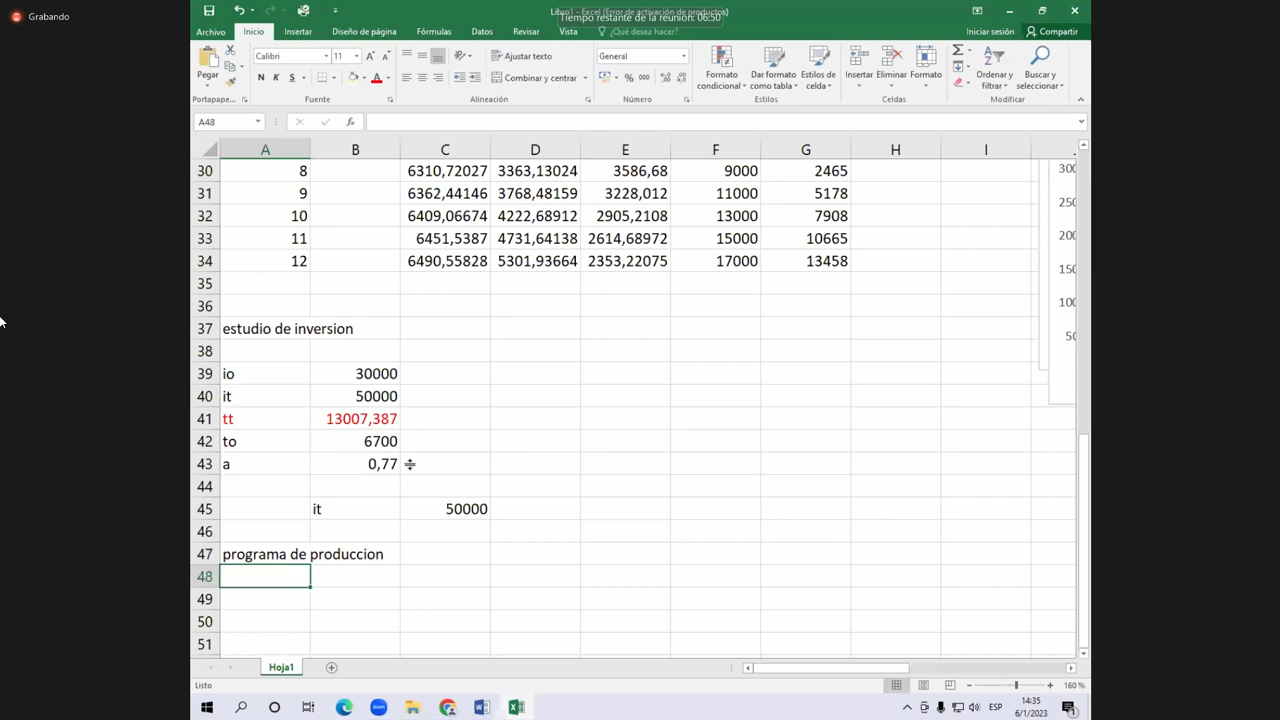 Grabando
Libro1 - Excel (Error de activación de productos)
Tiempo restante de la reunión: 06:50
Archivo Inicio Insertar Diseño de página Fórmulas Datos Revisar Vista ¿Qué desea hacer? Iniciar sesión Compartir
Pegar
Calibri 11
N K S
Ajustar texto
Combinar y centrar
General
% 000
Formato condicional
Dar formato como tabla
Estilos de celda
Insertar
Eliminar
Formato
Ordenar y filtrar
Buscar y seleccionar
Portapape... Fuente Alineación Número Estilos Celdas Modificar
A48 fx
A B C D E F G H I
30 8 6310,72027 3363,13024 3586,68 9000 2465
31 9 6362,44146 3768,48159 3228,012 11000 5178
32 10 6409,06674 4222,68912 2905,2108 13000 7908
33 11 6451,5387 4731,64138 2614,68972 15000 10665
34 12 6490,55828 5301,93664 2353,22075 17000 13458
35
36
37 estudio de inversion
38
39 io 30000
40 it 50000
41 tt 13007,387
42 to 6700
43 a 0,77
44
45 it 50000
46
47 programa de produccion
48
49
50
51
300
250
200
150
100
50
Hoja1
Listo 160 %
ESP
14:35
6/1/2023